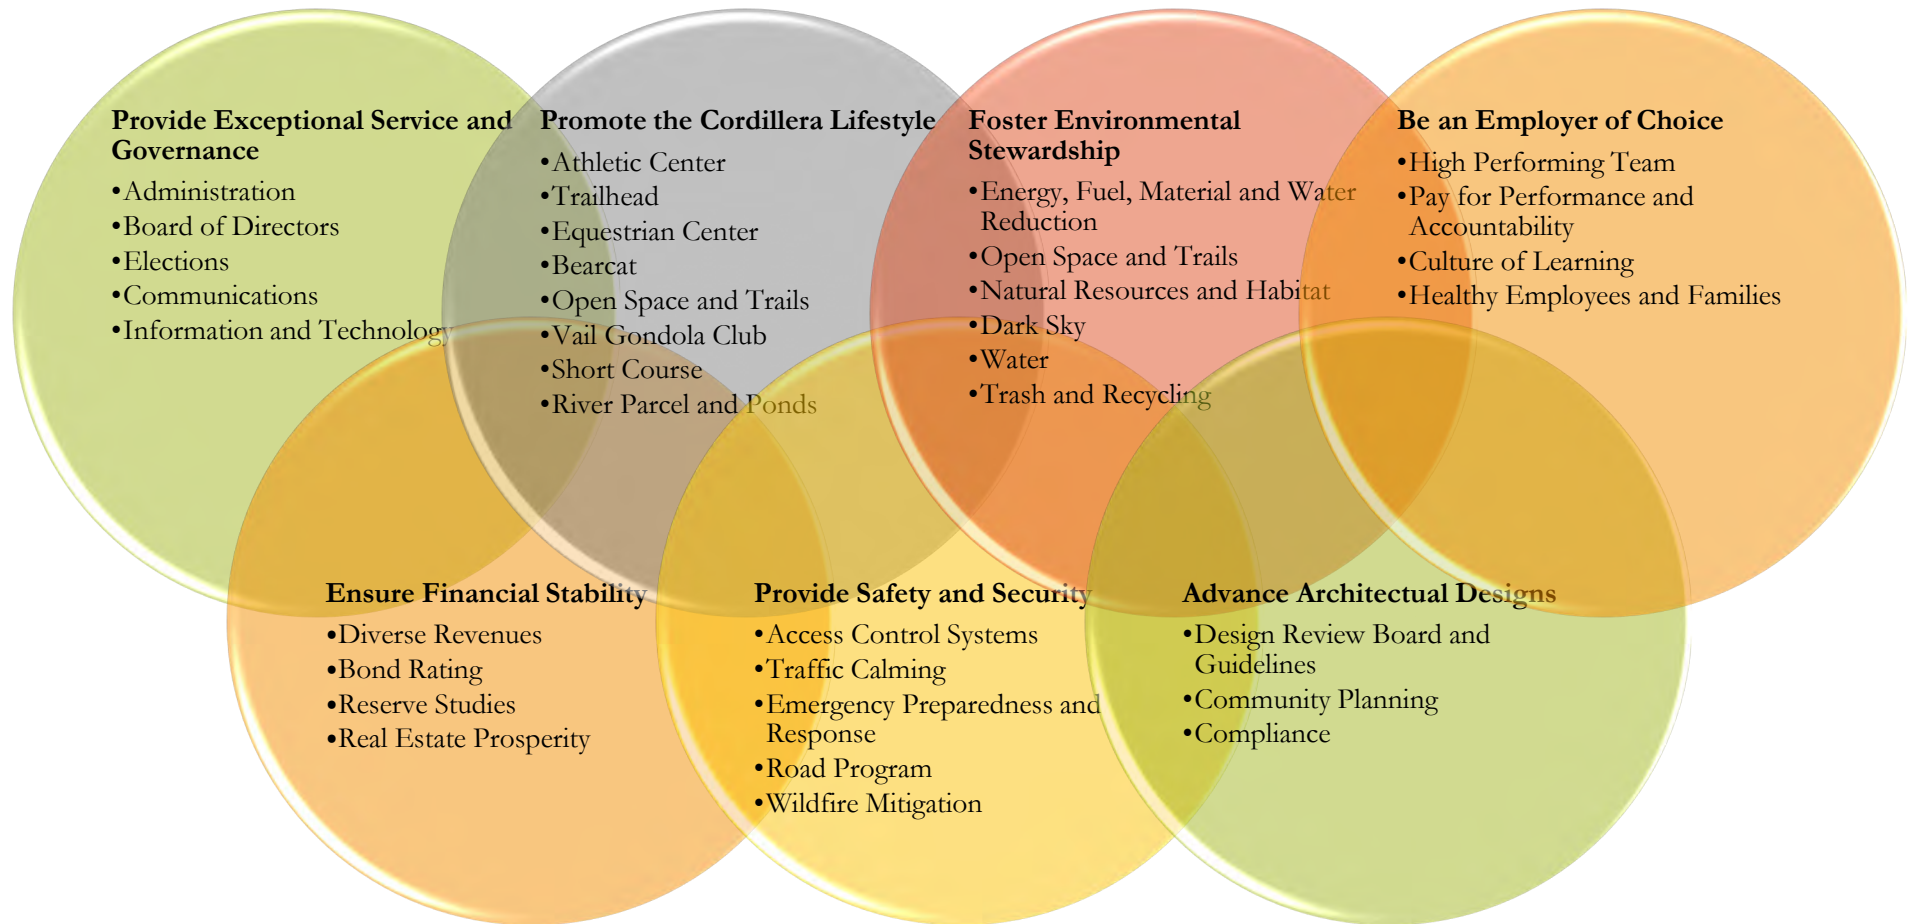 Provide Exceptional Service and
Governance
•Administration
•Board of Directors
•Elections
•Communications
•Information and Technology
Promote the Cordillera Lifestyle
•Athletic Center
•Trailhead
•Equestrian Center
•Bearcat
•Open Space and Trails
•Vail Gondola Club
•Short Course
•River Parcel and Ponds
Foster Environmental
Stewardship
•Energy, Fuel, Material and Water
Reduction
•Open Space and Trails
•Natural Resources and Habitat
•Dark Sky
•Water
•Trash and Recycling
Be an Employer of Choice
•High Performing Team
•Pay for Performance and
Accountability
•Culture of Learning
•Healthy Employees and Families
Ensure Financial Stability
•Diverse Revenues
•Bond Rating
•Reserve Studies
•Real Estate Prosperity
Provide Safety and Security
•Access Control Systems
•Traffic Calming
•Emergency Preparedness and
Response
•Road Program
•Wildfire Mitigation
Advance Architectual Designs
•Design Review Board and
Guidelines
•Community Planning
•Compliance